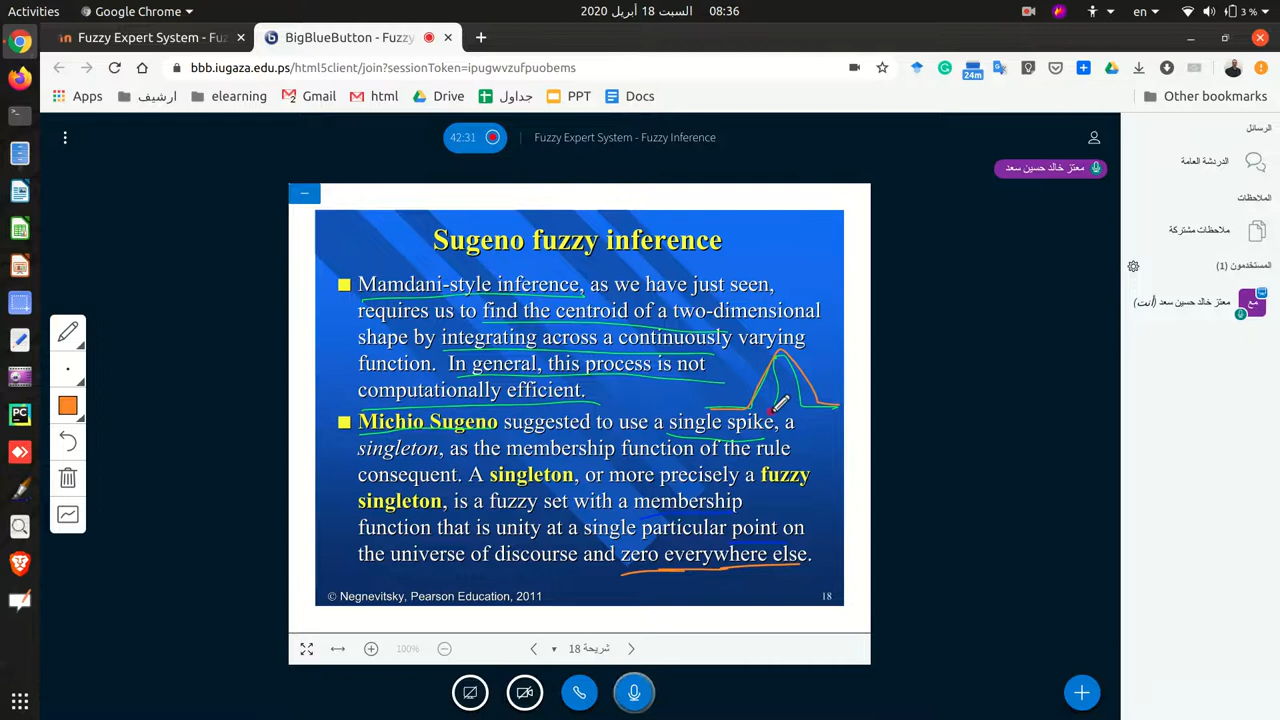 Activities
Google Chrome
السبت 18 أبريل 2020 08:36
en
3 %
Fuzzy Expert System - Fu
BigBlueButton - Fuzzy
bbb.iugaza.edu.ps/html5client/join?sessionToken=ipugwvzufpuobems
24m
Apps
ارشيف
elearning
Gmail
html
Drive
جداول
PPT
Docs
Other bookmarks
42:31
Fuzzy Expert System - Fuzzy Inference
معتز خالد حسين سعد
الرسائل
الدردشة العامة
الملاحظات
ملاحظات مشتركة
المستخدمون (1)
معتز خالد حسين سعد (أنت)
مع
Sugeno fuzzy inference
Mamdani-style inference, as we have just seen,
requires us to find the centroid of a two-dimensional
shape by integrating across a continuously varying
function. In general, this process is not
computationally efficient.
Michio Sugeno suggested to use a single spike, a
singleton, as the membership function of the rule
consequent. A singleton, or more precisely a fuzzy
singleton, is a fuzzy set with a membership
function that is unity at a single particular point on
the universe of discourse and zero everywhere else.
© Negnevitsky, Pearson Education, 2011
18
100%
شريحة 18
PC